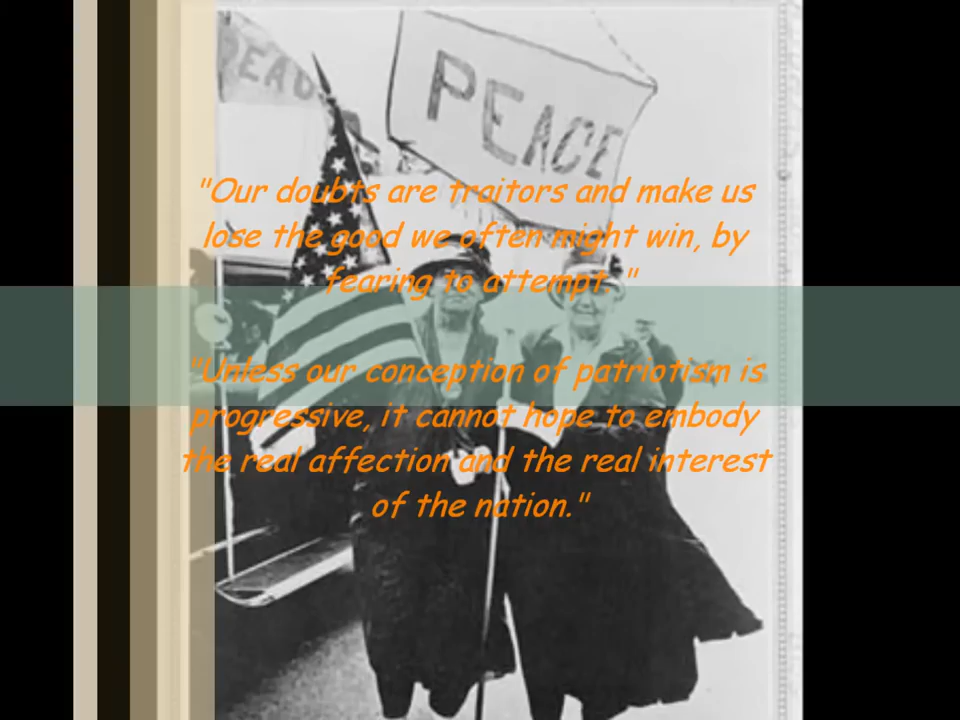 READ
PEACE
"Our doubts are traitors and make us
lose the good we often might win, by
fearing to attempt. "
"Unless our conception of patriotism is
progressive, it cannot hope to embody
the real affection and the real interest
of the nation."